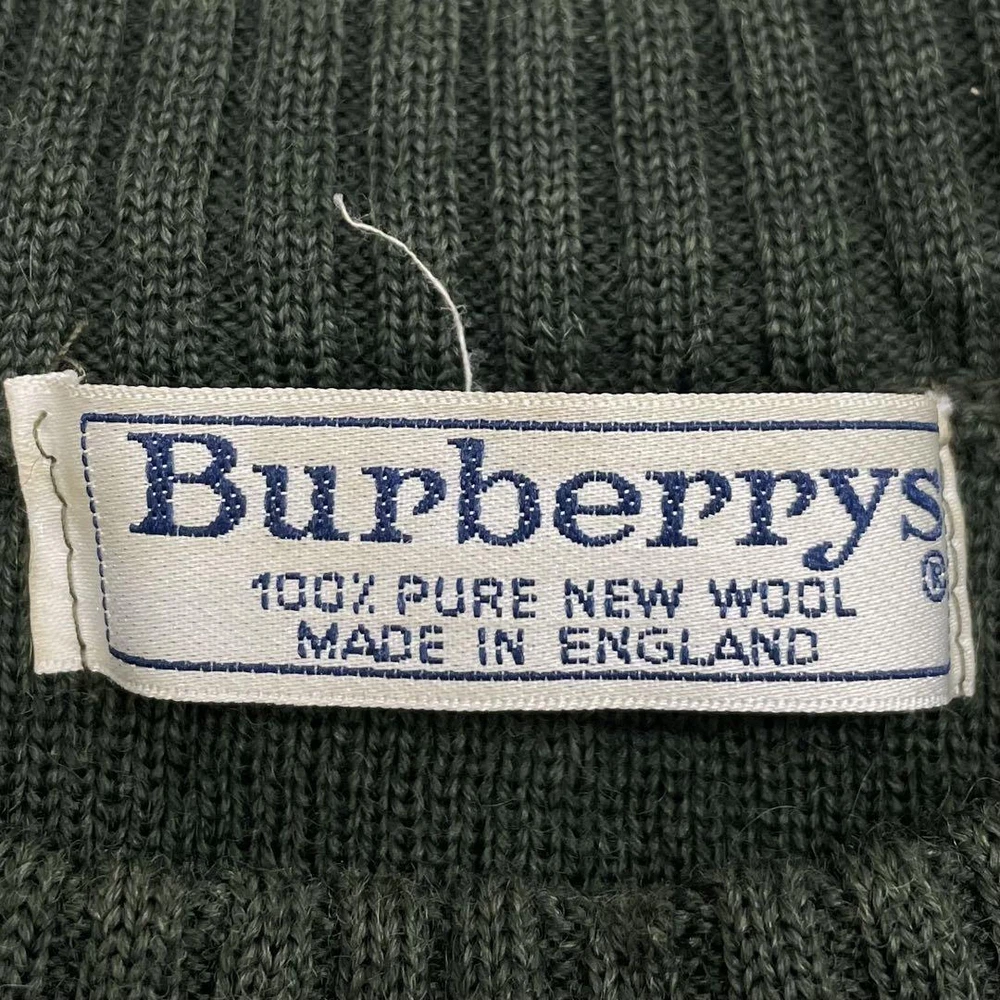 Burberrys®
100% PURE NEW WOOL
MADE IN ENGLAND